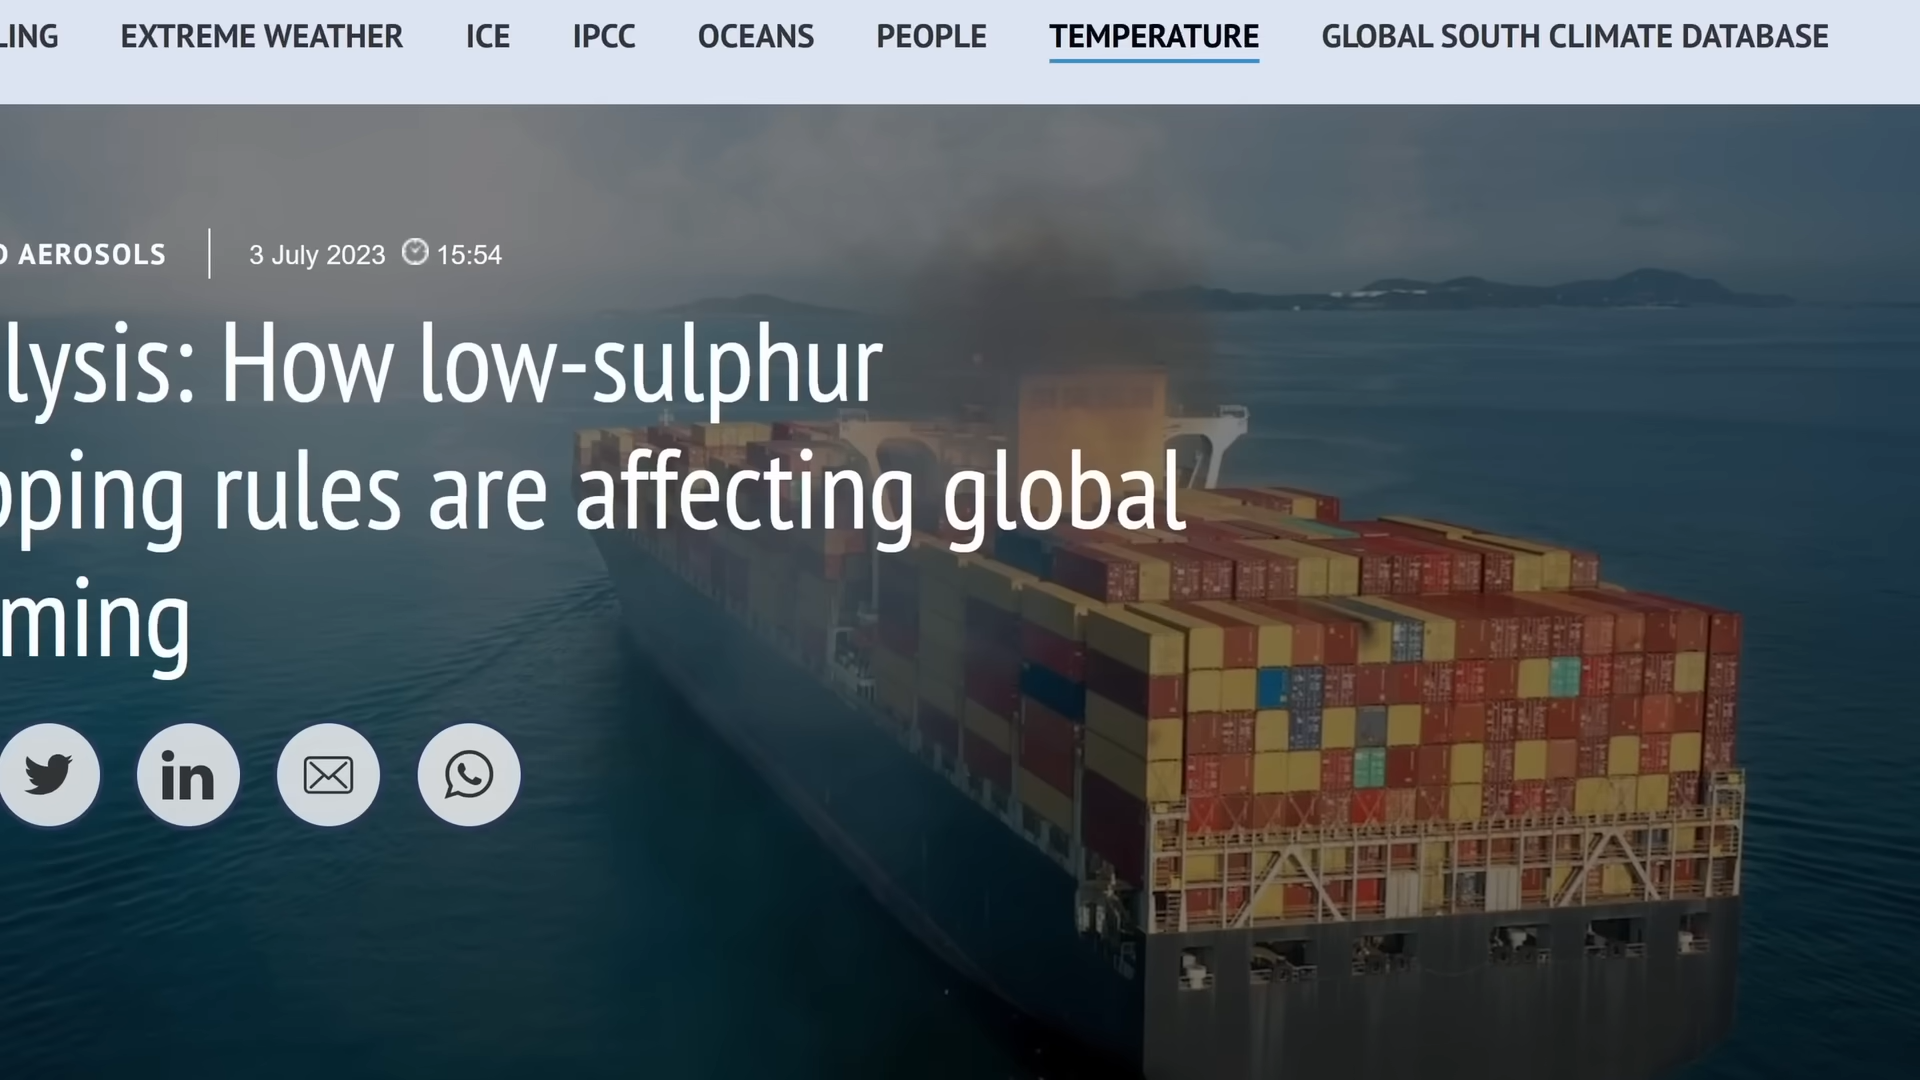 LING EXTREME WEATHER ICE IPCC OCEANS PEOPLE TEMPERATURE GLOBAL SOUTH CLIMATE DATABASE
D AEROSOLS 3 July 2023 15:54
lysis: How low-sulphur
pping rules are affecting global
ming
in